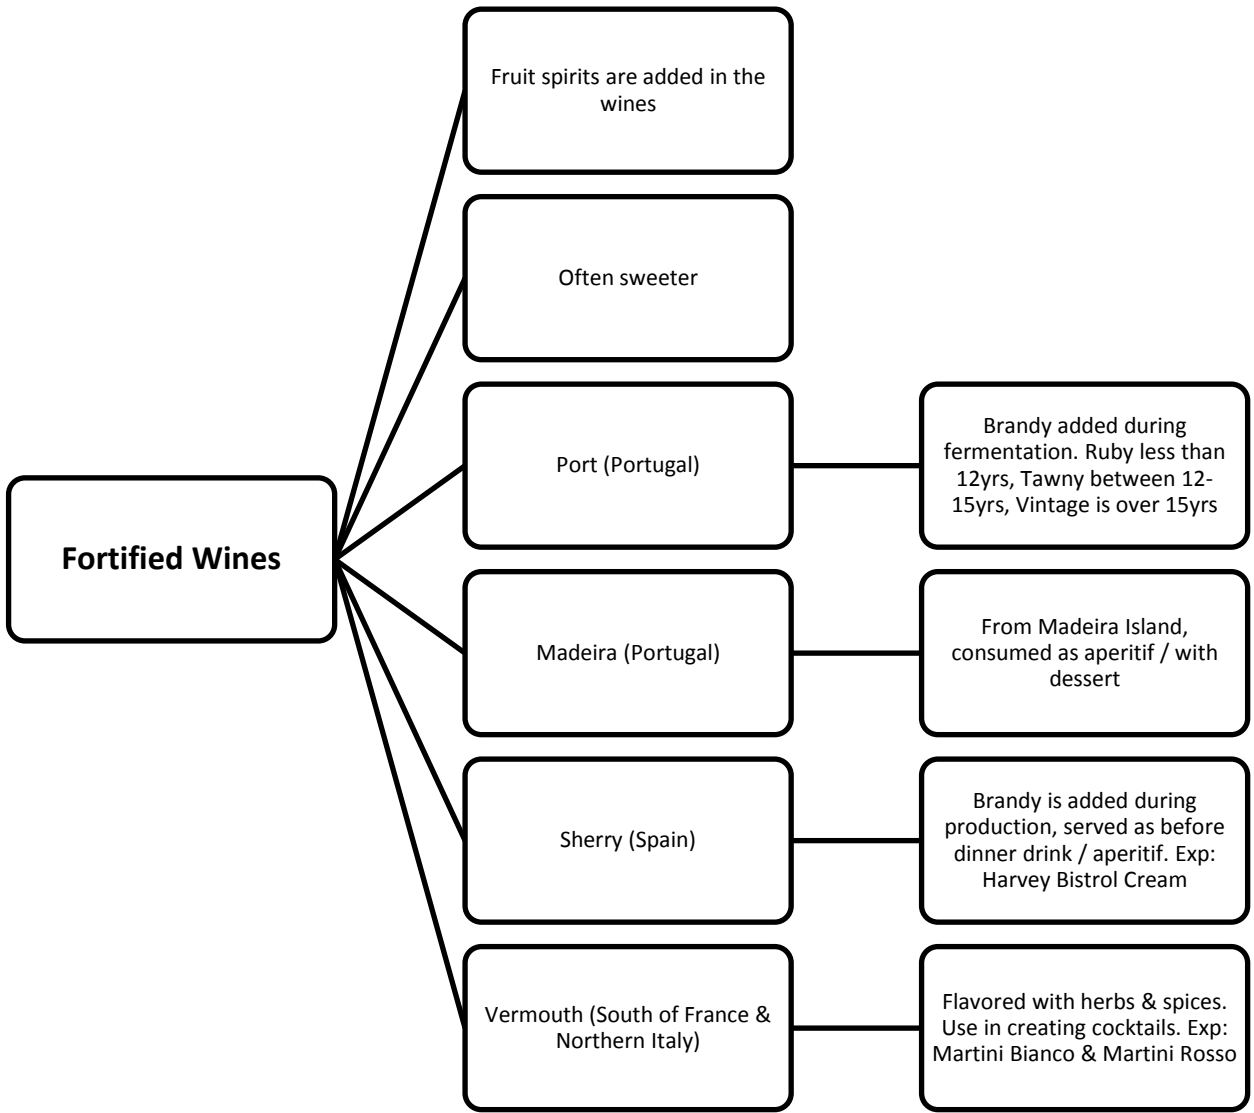 Fruit spirits are added in the
wines
Often sweeter
Port (Portugal)
Brandy added during
fermentation. Ruby less than
12yrs, Tawny between 12-
15yrs, Vintage is over 15yrs
Fortified Wines
Madeira (Portugal)
From Madeira Island,
consumed as aperitif / with
dessert
Sherry (Spain)
Brandy is added during
production, served as before
dinner drink / aperitif. Exp:
Harvey Bistrol Cream
Vermouth (South of France &
Northern Italy)
Flavored with herbs & spices.
Use in creating cocktails. Exp:
Martini Bianco & Martini Rosso